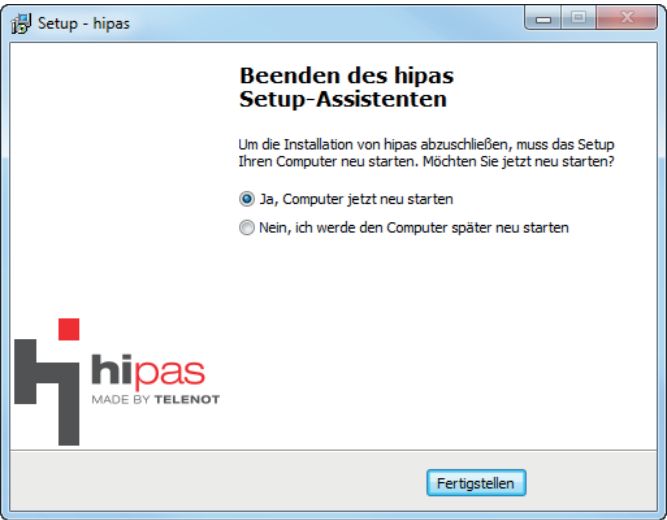 Setup - hipas
Beenden des hipas
Setup-Assistenten
Um die Installation von hipas abzuschließen, muss das Setup
Ihren Computer neu starten. Möchten Sie jetzt neu starten?
Ja, Computer jetzt neu starten
Nein, ich werde den Computer später neu starten
hipas
MADE BY TELENOT
Fertigstellen